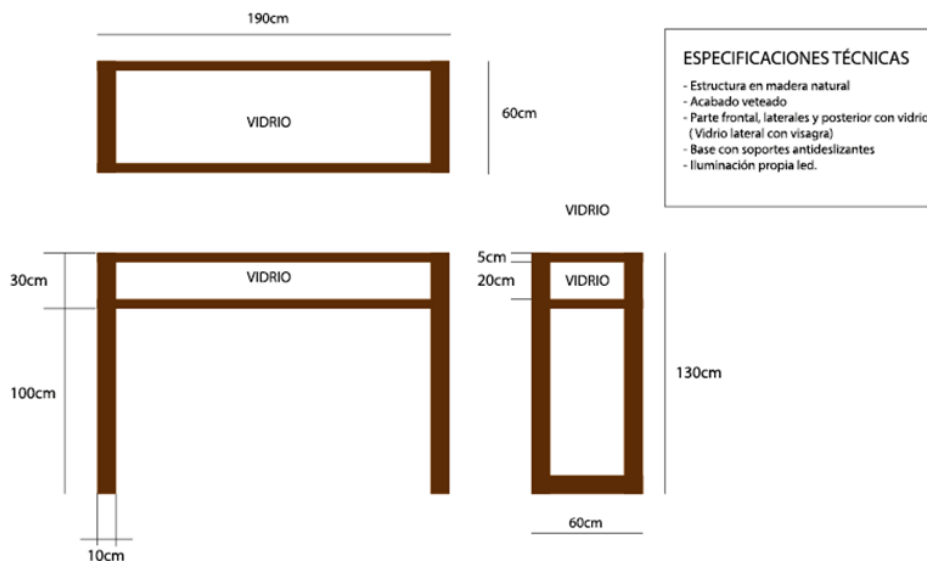 190cm
VIDRIO
60cm
ESPECIFICACIONES TÉCNICAS
- Estructura en madera natural
- Acabado veteado
- Parte frontal, laterales y posterior con vidrio
( Vidrio lateral con visagra)
- Base con soportes antideslizantes
- Iluminación propia led.
VIDRIO
30cm
VIDRIO
5cm
20cm
VIDRIO
100cm
130cm
10cm
60cm